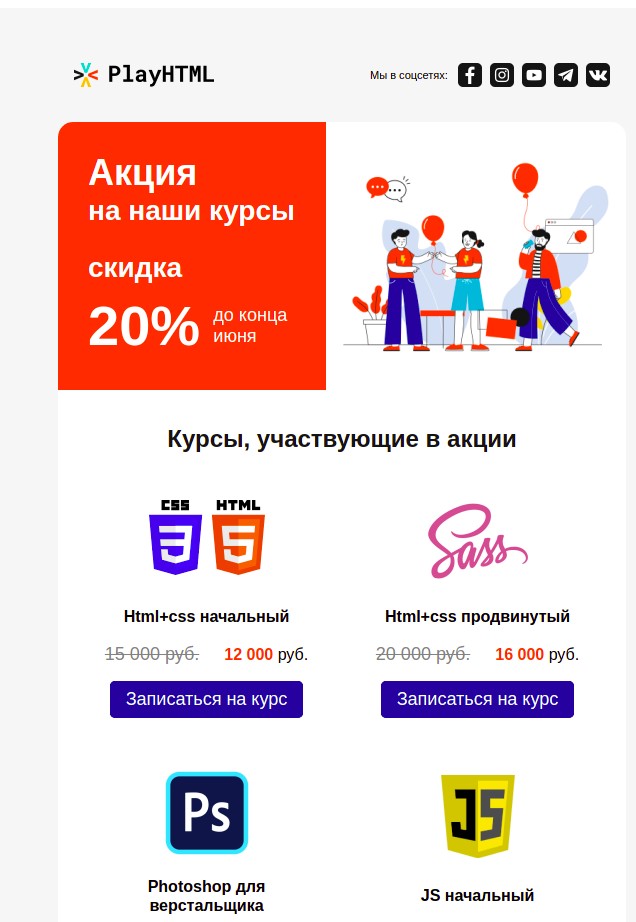 PlayHTML
Мы в соцсетях:
Акция
на наши курсы
скидка
20%
до конца
июня
Курсы, участвующие в акции
CSS HTML
3 5
Sass
Html+css начальный
Html+css продвинутый
15 000 руб. 12 000 руб.
20 000 руб. 16 000 руб.
Записаться на курс
Записаться на курс
Ps
JS
Photoshop для
верстальщика
JS начальный